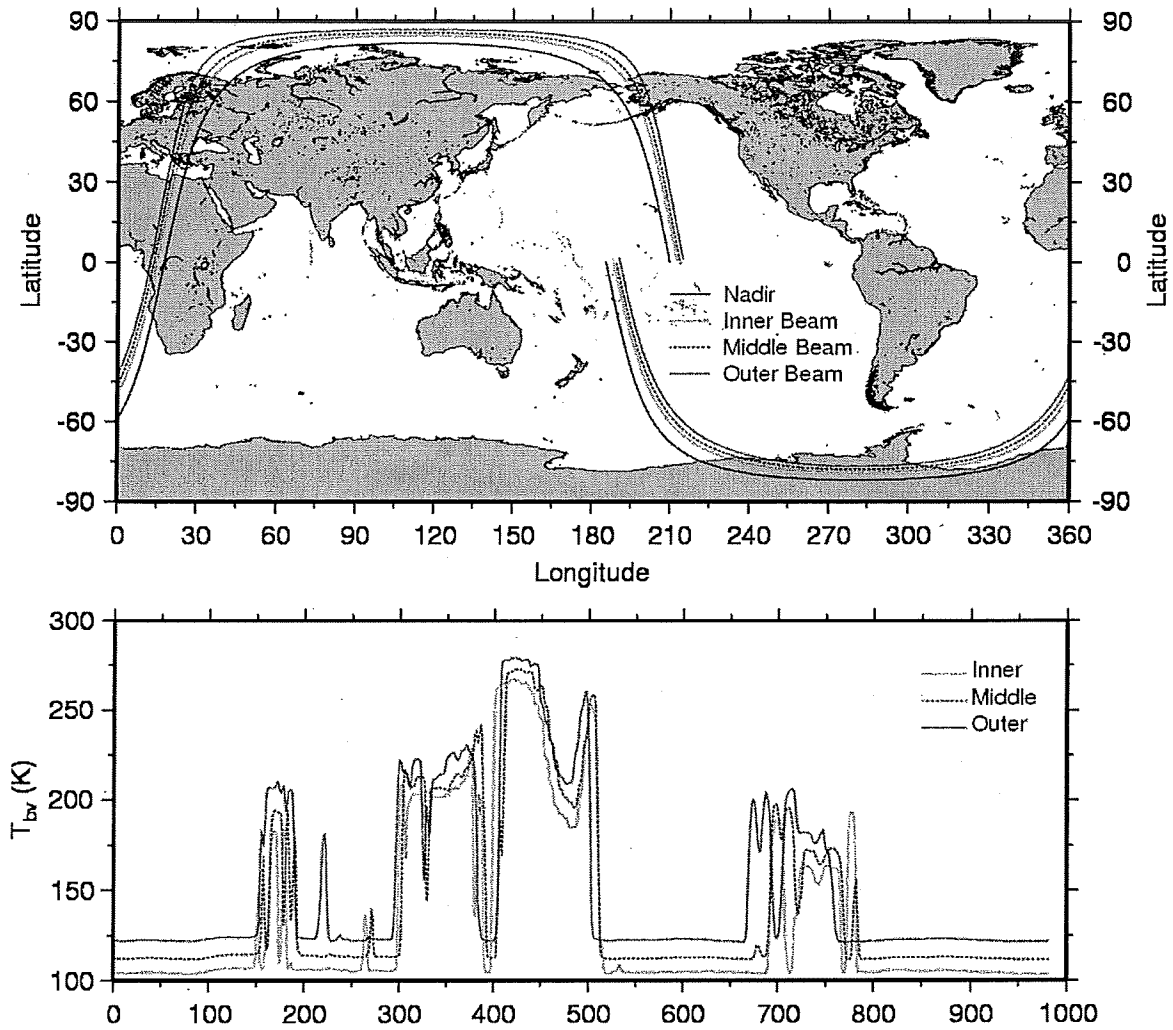 90
60
30
0
-30
-60
-90
Latitude
90
60
30
0
-30
-60
-90
Latitude
Nadir
Inner Beam
Middle Beam
Outer Beam
0 30 60 90 120 150 180 210 240 270 300 330 360
Longitude
300
250
200
150
100
T_bv (K)
Inner
Middle
Outer
0 100 200 300 400 500 600 700 800 900 1000